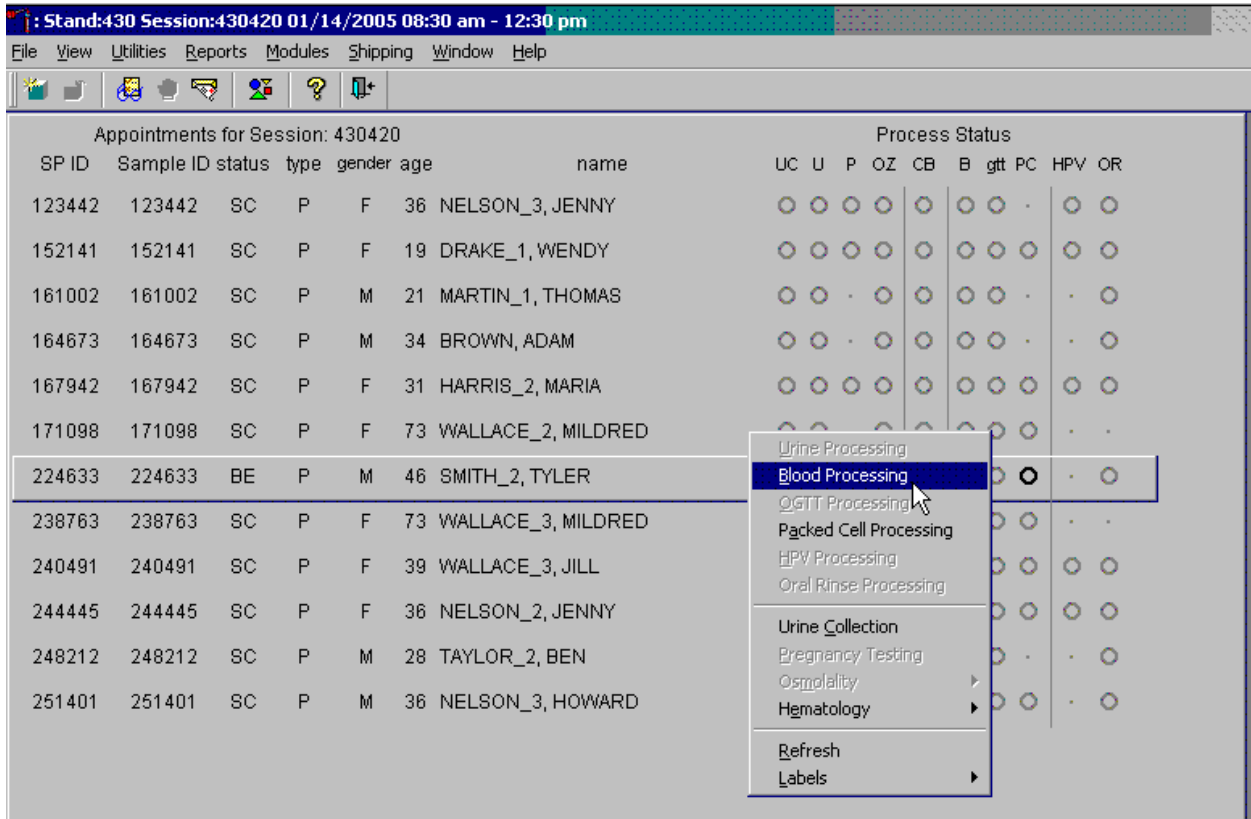 : Stand:430 Session:430420 01/14/2005 08:30 am - 12:30 pm
File View Utilities Reports Modules Shipping Window Help
Appointments for Session: 430420 Process Status
SP ID Sample ID status type gender age name UC U P OZ CB B gtt PC HPV OR
123442 123442 SC P F 36 NELSON_3, JENNY
152141 152141 SC P F 19 DRAKE_1, WENDY
161002 161002 SC P M 21 MARTIN_1, THOMAS
164673 164673 SC P M 34 BROWN, ADAM
167942 167942 SC P F 31 HARRIS_2, MARIA
171098 171098 SC P F 73 WALLACE_2, MILDRED
224633 224633 BE P M 46 SMITH_2, TYLER
238763 238763 SC P F 73 WALLACE_3, MILDRED
240491 240491 SC P F 39 WALLACE_3, JILL
244445 244445 SC P F 36 NELSON_2, JENNY
248212 248212 SC P M 28 TAYLOR_2, BEN
251401 251401 SC P M 36 NELSON_3, HOWARD
Urine Processing
Blood Processing
OGTT Processing
Packed Cell Processing
HPV Processing
Oral Rinse Processing
Urine Collection
Pregnancy Testing
Osmolality
Hematology
Refresh
Labels